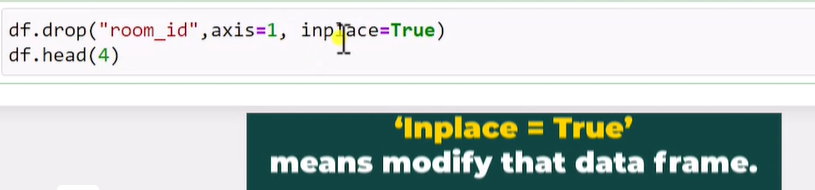 df.drop("room_id",axis=1, inplace=True)
df.head(4)
‘Inplace = True’
means modify that data frame.